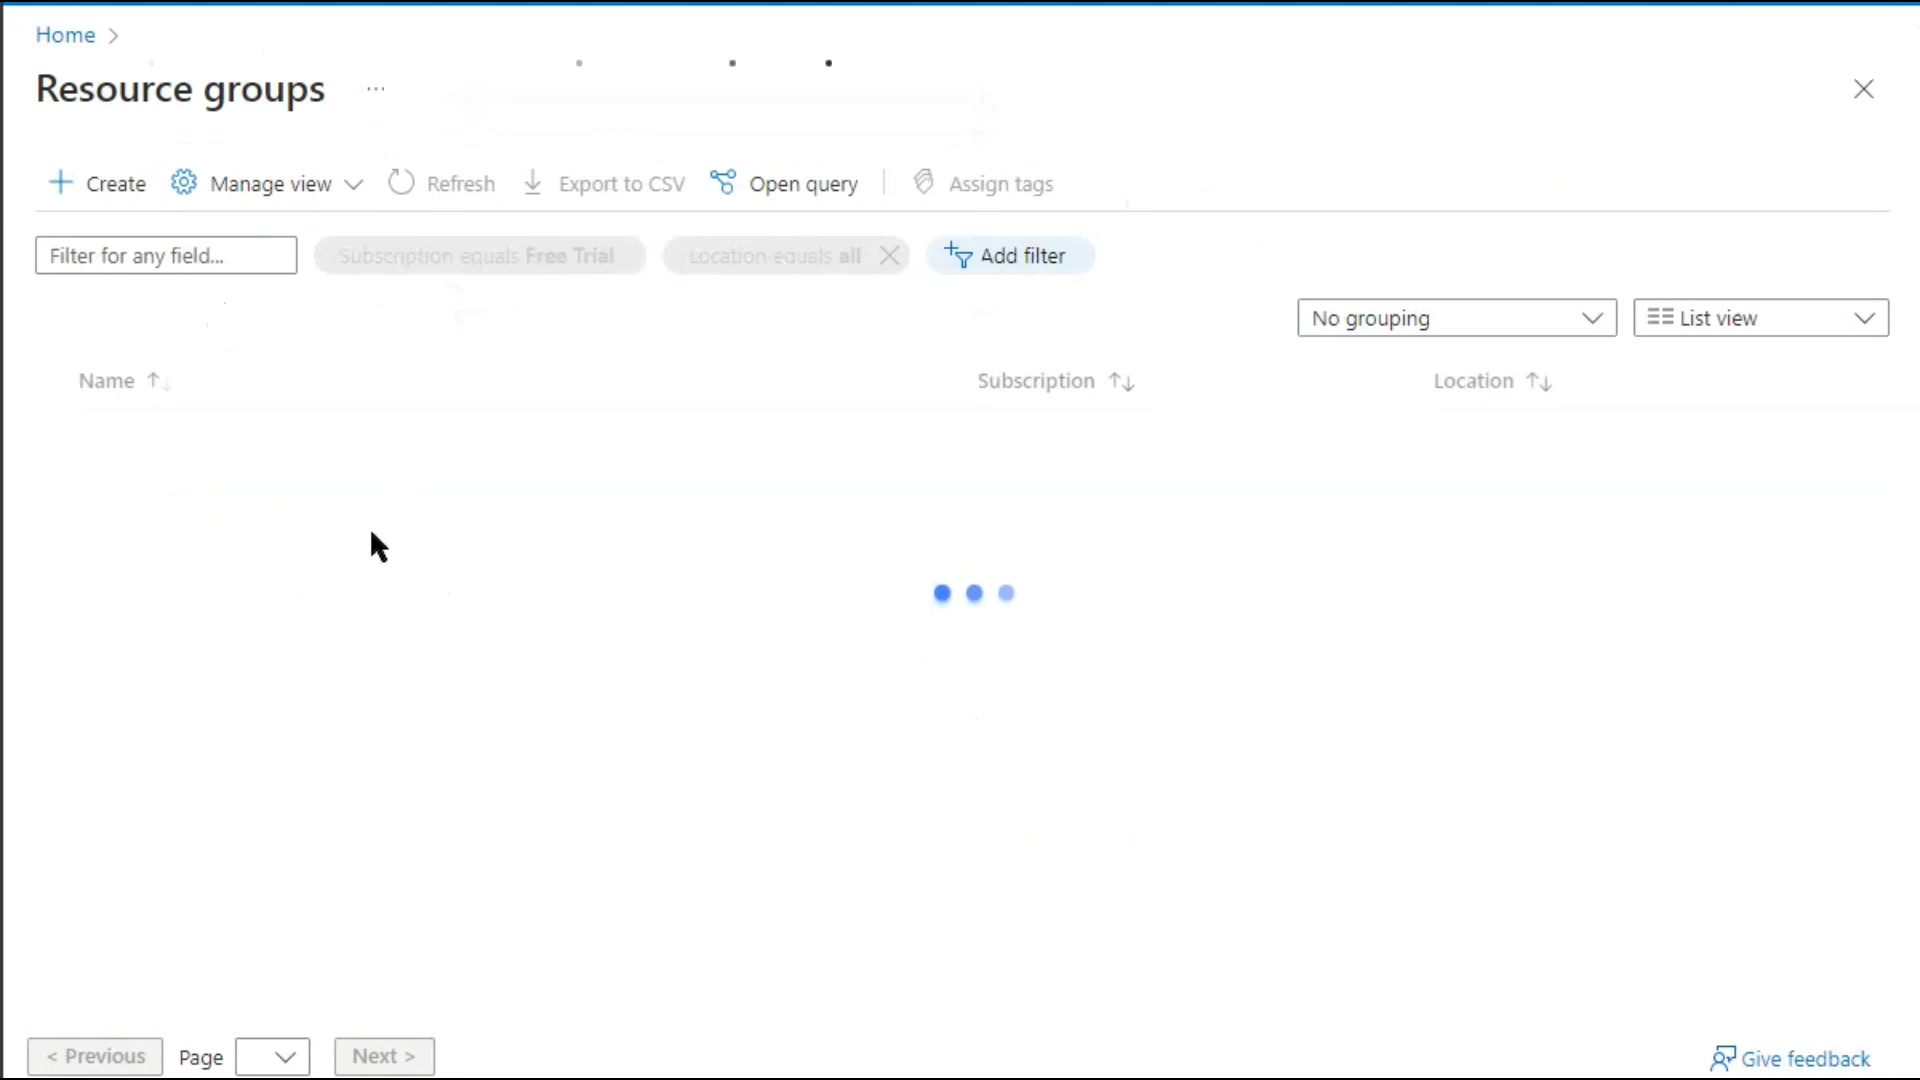 Home
Resource groups
Create Manage view Refresh Export to CSV Open query Assign tags
Filter for any field... Subscription equals Free Trial Location equals all Add filter
No grouping List view
Name Subscription Location
< Previous Page Next > Give feedback